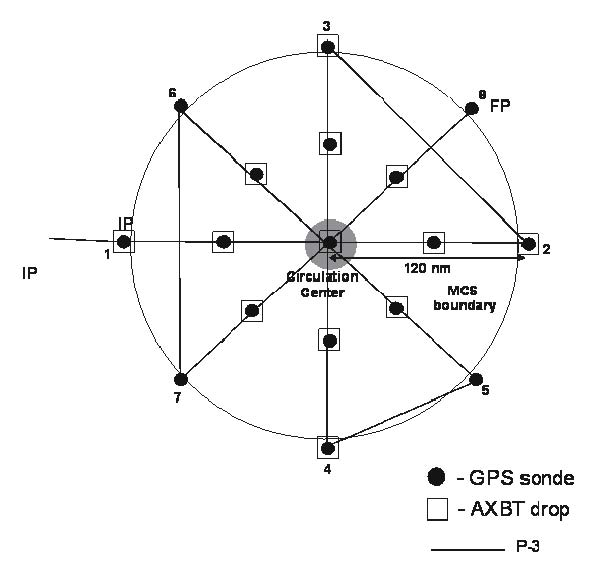 3
6
8
FP
IP
1
2
IP
120 nm
Circulation
Center
MCS
boundary
7
5
4
- GPS sonde
- AXBT drop
P-3